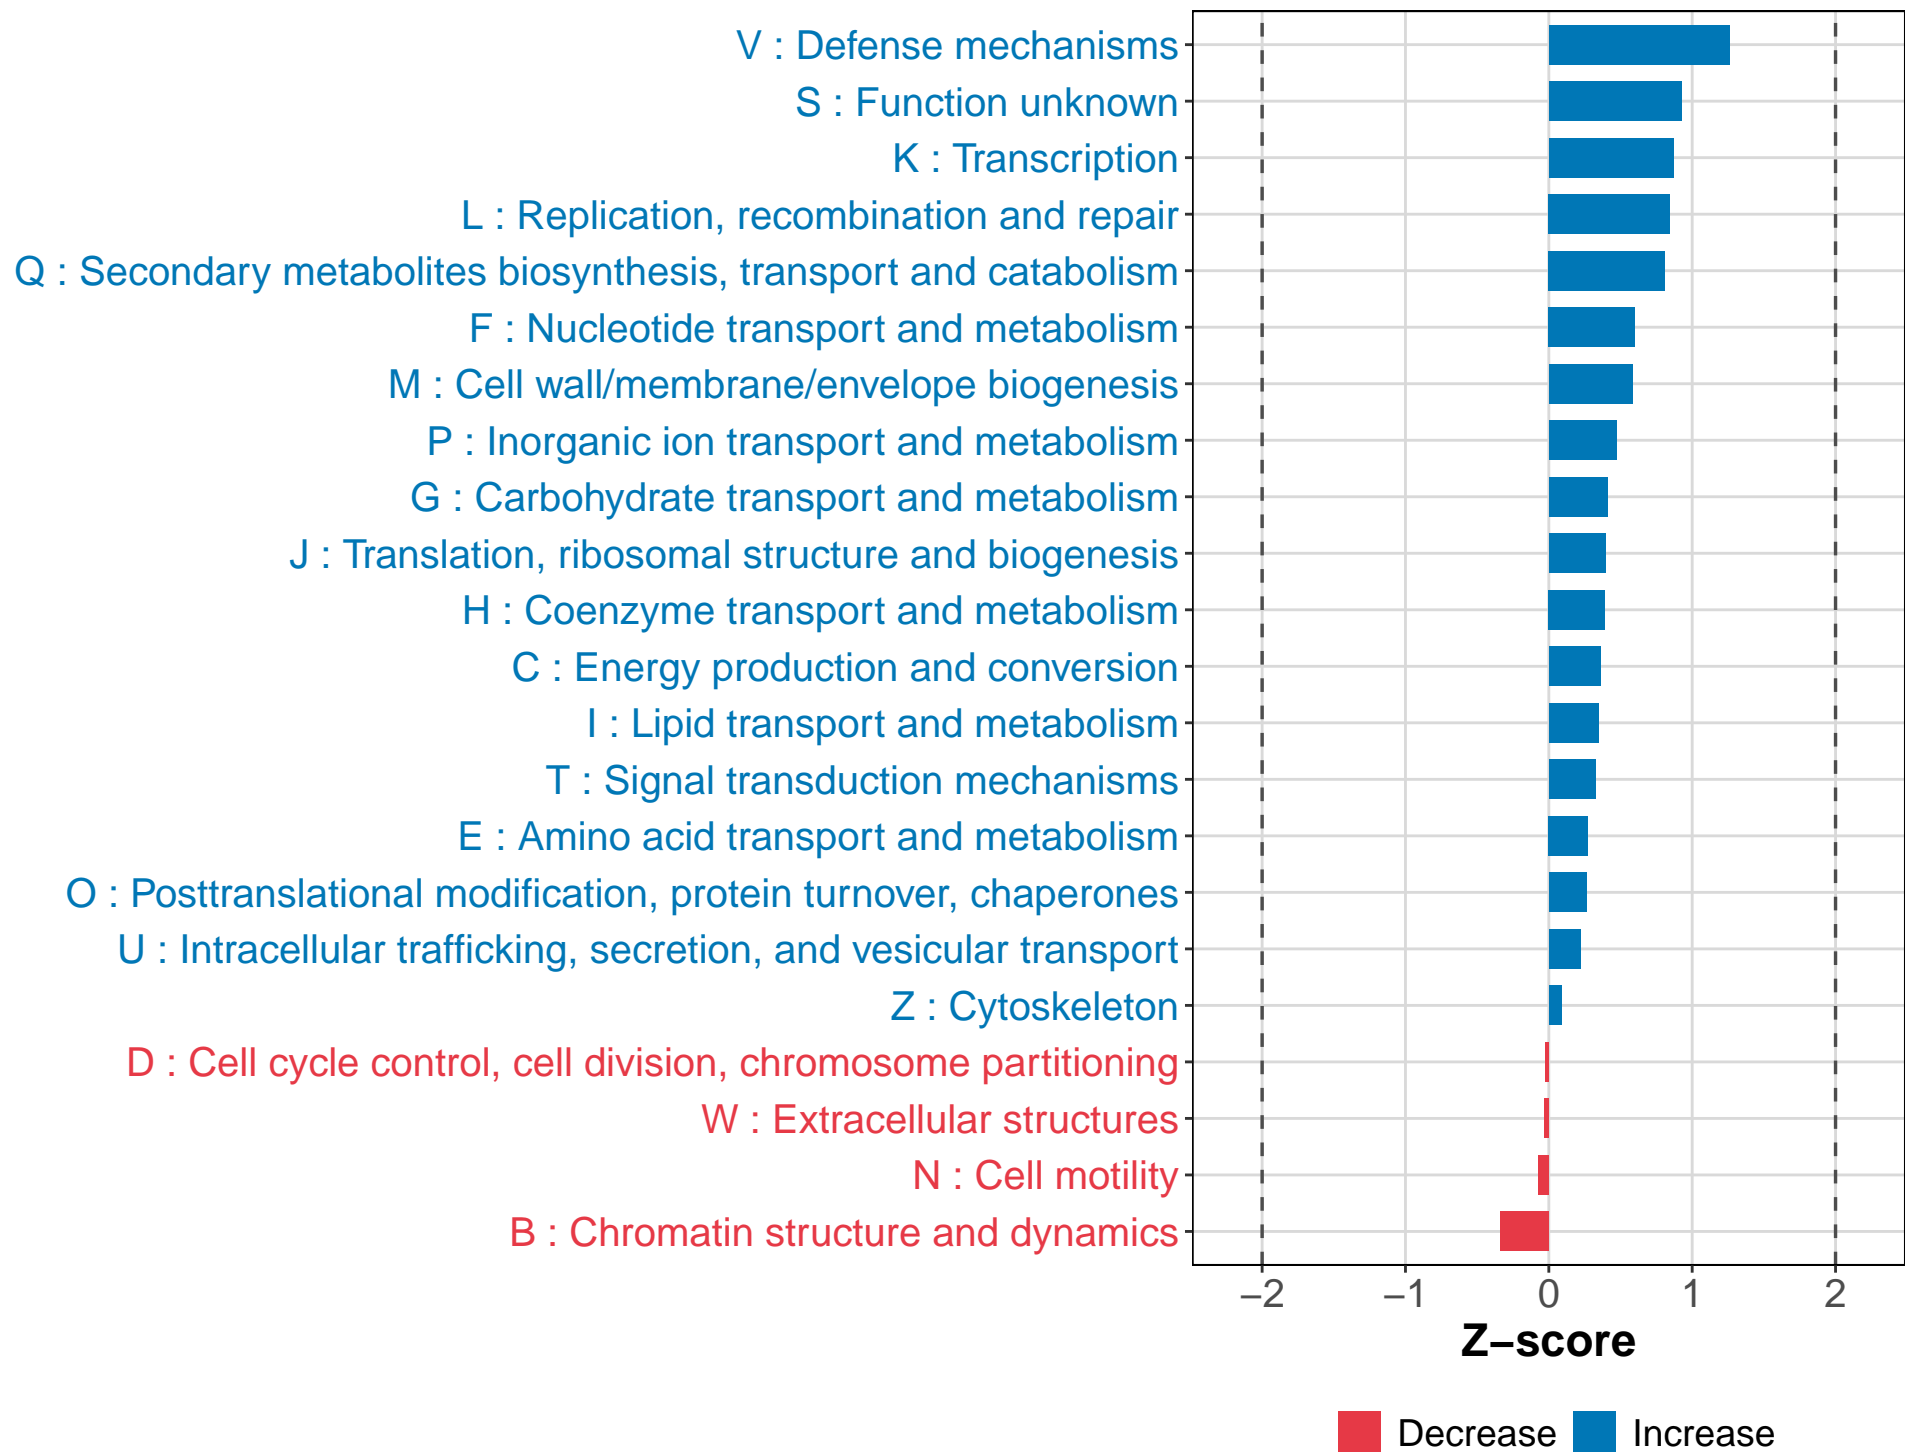 V : Defense mechanisms
S : Function unknown
K : Transcription
L : Replication, recombination and repair
Q : Secondary metabolites biosynthesis, transport and catabolism
F : Nucleotide transport and metabolism
M : Cell wall/membrane/envelope biogenesis
P : Inorganic ion transport and metabolism
G : Carbohydrate transport and metabolism
J : Translation, ribosomal structure and biogenesis
H : Coenzyme transport and metabolism
C : Energy production and conversion
I : Lipid transport and metabolism
T : Signal transduction mechanisms
E : Amino acid transport and metabolism
O : Posttranslational modification, protein turnover, chaperones
U : Intracellular trafficking, secretion, and vesicular transport
Z : Cytoskeleton
D : Cell cycle control, cell division, chromosome partitioning
W : Extracellular structures
N : Cell motility
B : Chromatin structure and dynamics
−2 −1 0 1 2
Z−score
Decrease Increase